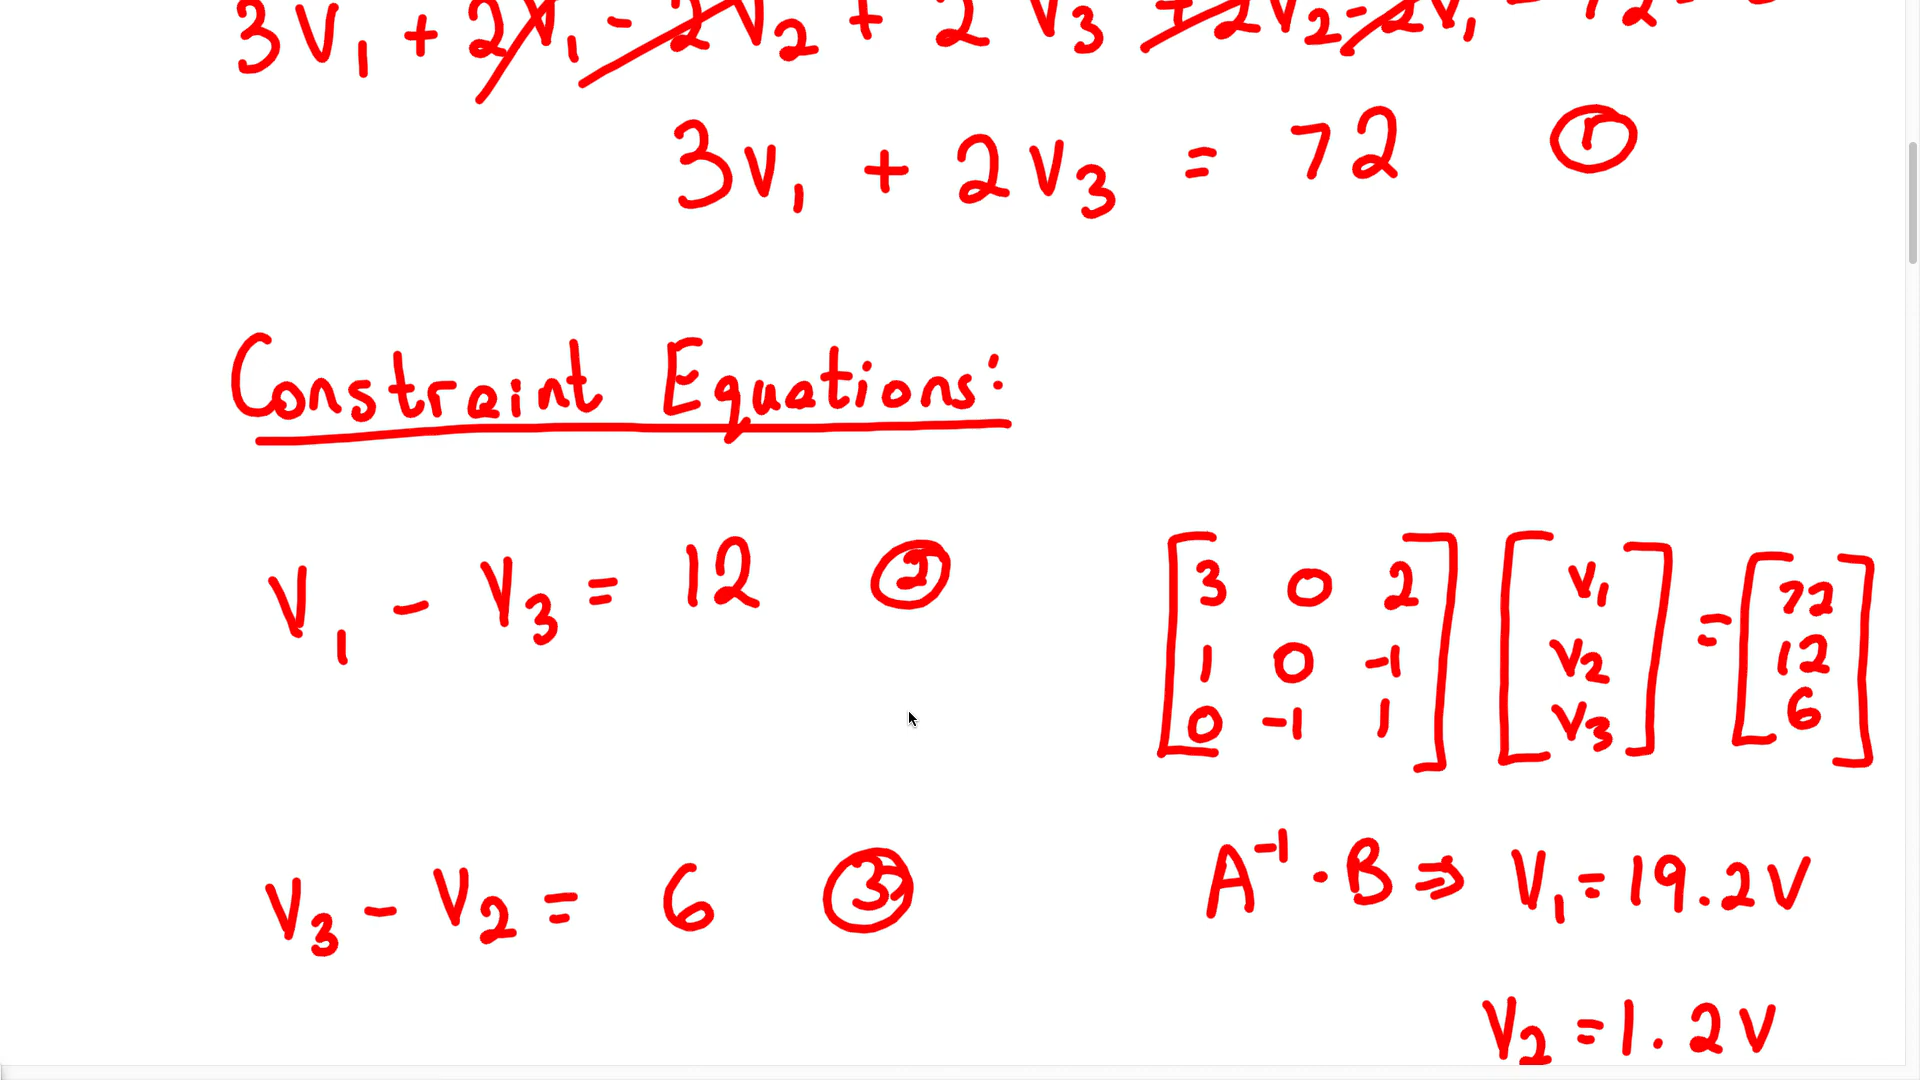 3V₁ + 2V₁ - 2V₂ + 2V₃ + 2V₂ - 2V₁ - 72
3V₁ + 2V₃ = 72 ①
Constraint Equations:
V₁ - V₃ = 12 ②
[3 0 2] [V₁] = [72]
[1 0 -1] [V₂] [12]
[0 -1 1] [V₃] [6]
V₃ - V₂ = 6 ③
A⁻¹ · B ⇒ V₁ = 19.2V
V₂ = 1.2V